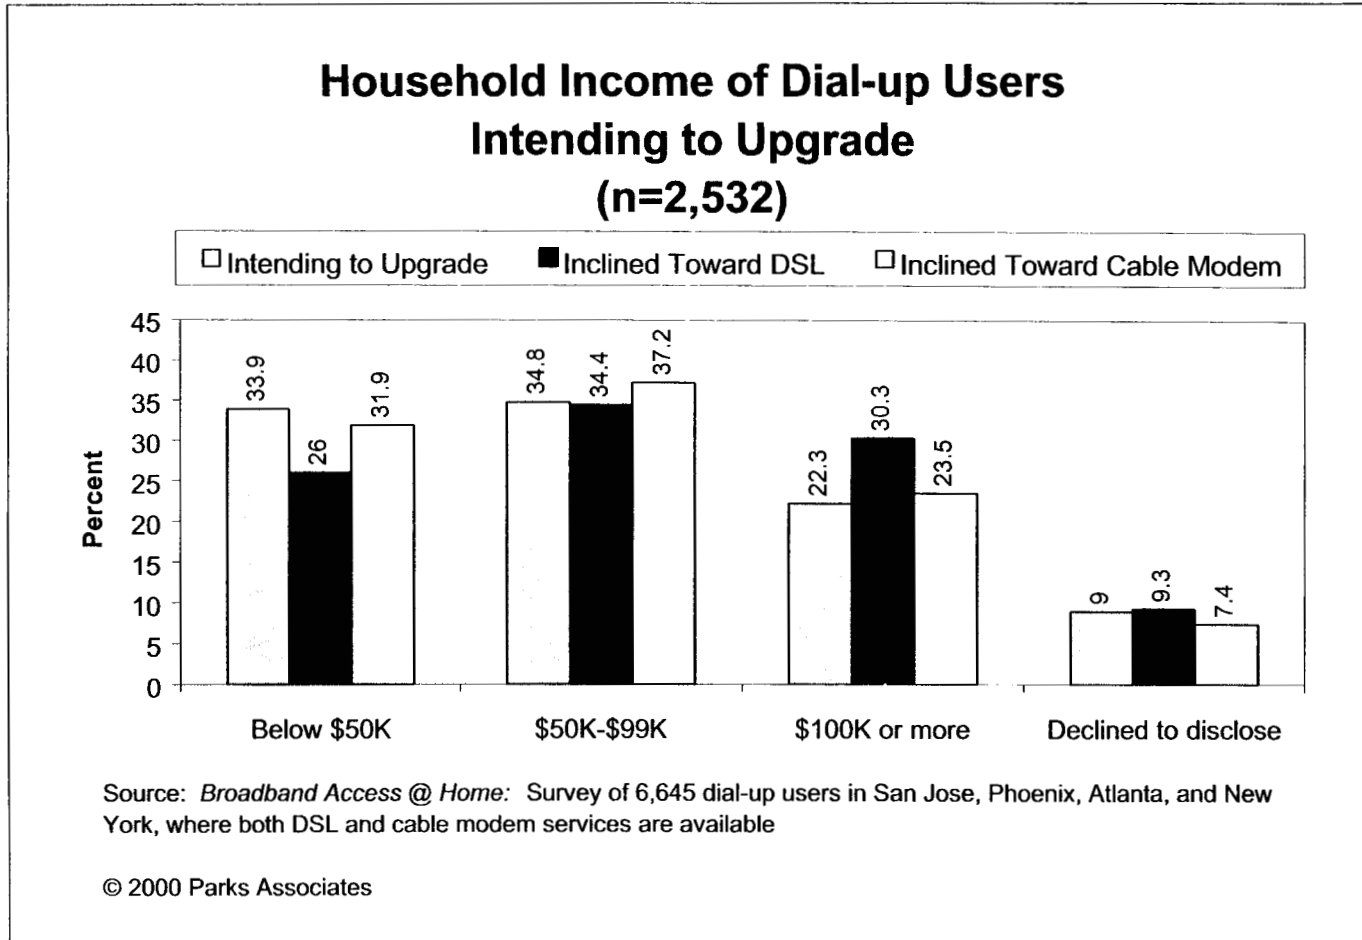 Household Income of Dial-up Users
Intending to Upgrade
(n=2,532)
Intending to Upgrade Inclined Toward DSL Inclined Toward Cable Modem
Percent
45
40
35
30
25
20
15
10
5
0
33.9 26 31.9
34.8 34.4 37.2
22.3 30.3 23.5
9 9.3 7.4
Below $50K $50K-$99K $100K or more Declined to disclose
Source: Broadband Access @ Home: Survey of 6,645 dial-up users in San Jose, Phoenix, Atlanta, and New
York, where both DSL and cable modem services are available
© 2000 Parks Associates